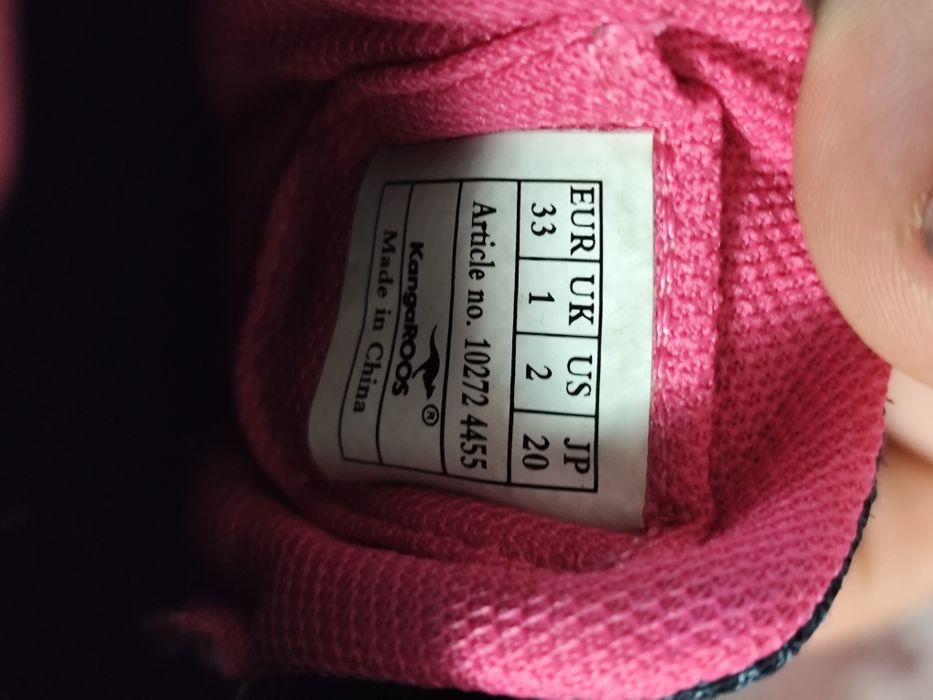 EUR UK US JP
33 1 2 20
Article no. 10272 4455
KangaROOS®
Made in China